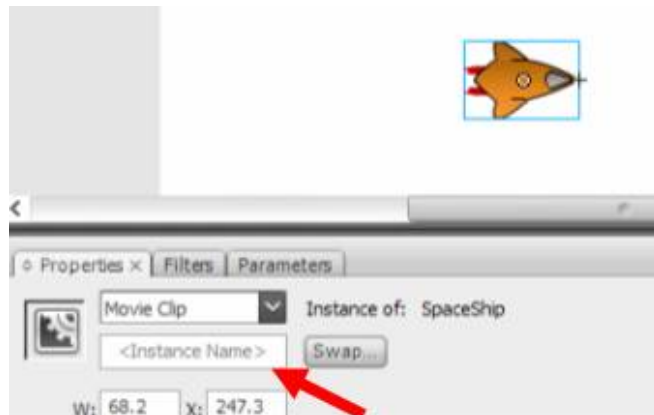 Properties × Filters Parameters
Movie Clip Instance of: SpaceShip
<Instance Name> Swap...
W: 68.2 X: 247.3